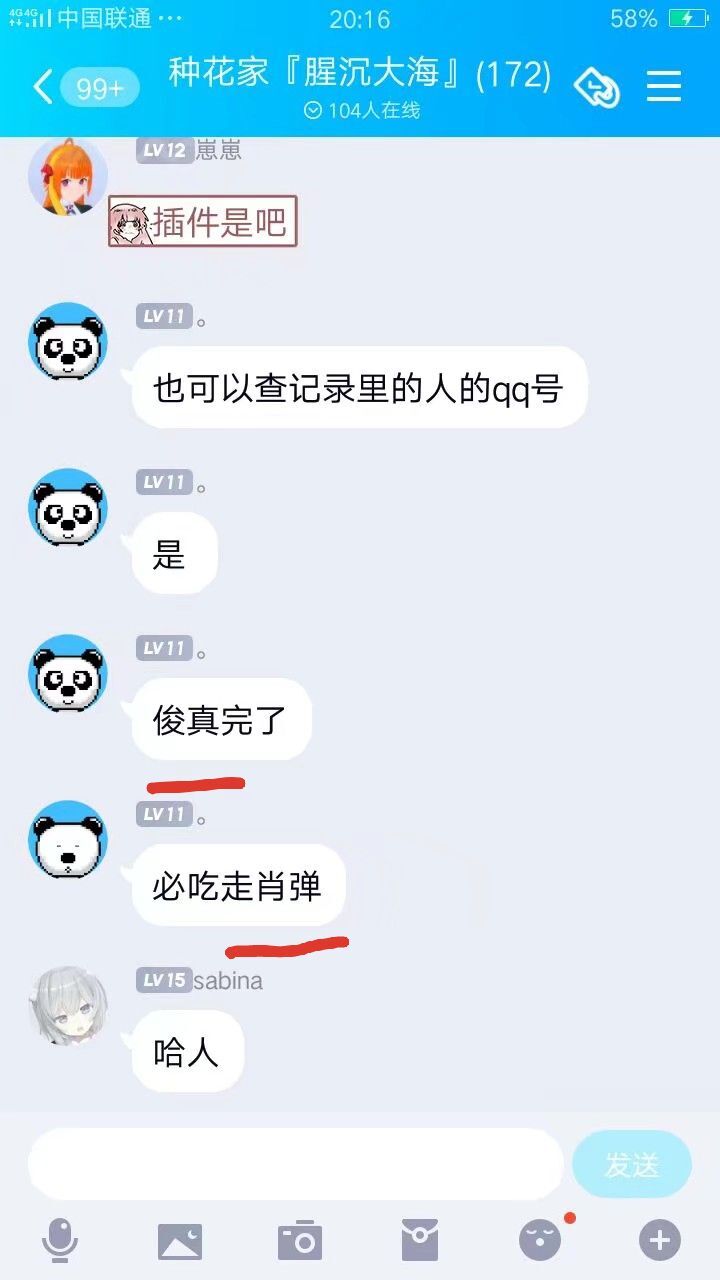 4G4G 中国联通 ··· 20:16 58%
99+ 种花家『腥沉大海』(172)
104人在线
LV12 崽崽
插件是吧
LV11 。
也可以查记录里的人的qq号
LV11 。
是
LV11 。
俊真完了
LV11 。
必吃走肖弹
LV15 sabina
哈人
发送